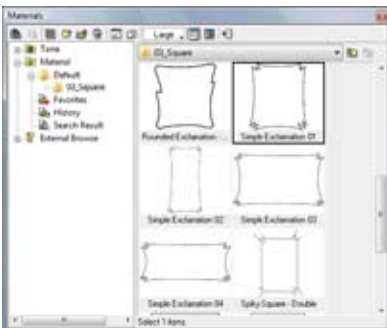 Materials
Large
Tone
Material
Default
03_Square
Favorites
History
Search Result
External Browse
03_Square
Rounded Exclamation - ...
Simple Exclamation 01
Simple Exclamation 02
Simple Exclamation 03
Simple Exclamation 04
Spiky Square - Double
Select 1 items